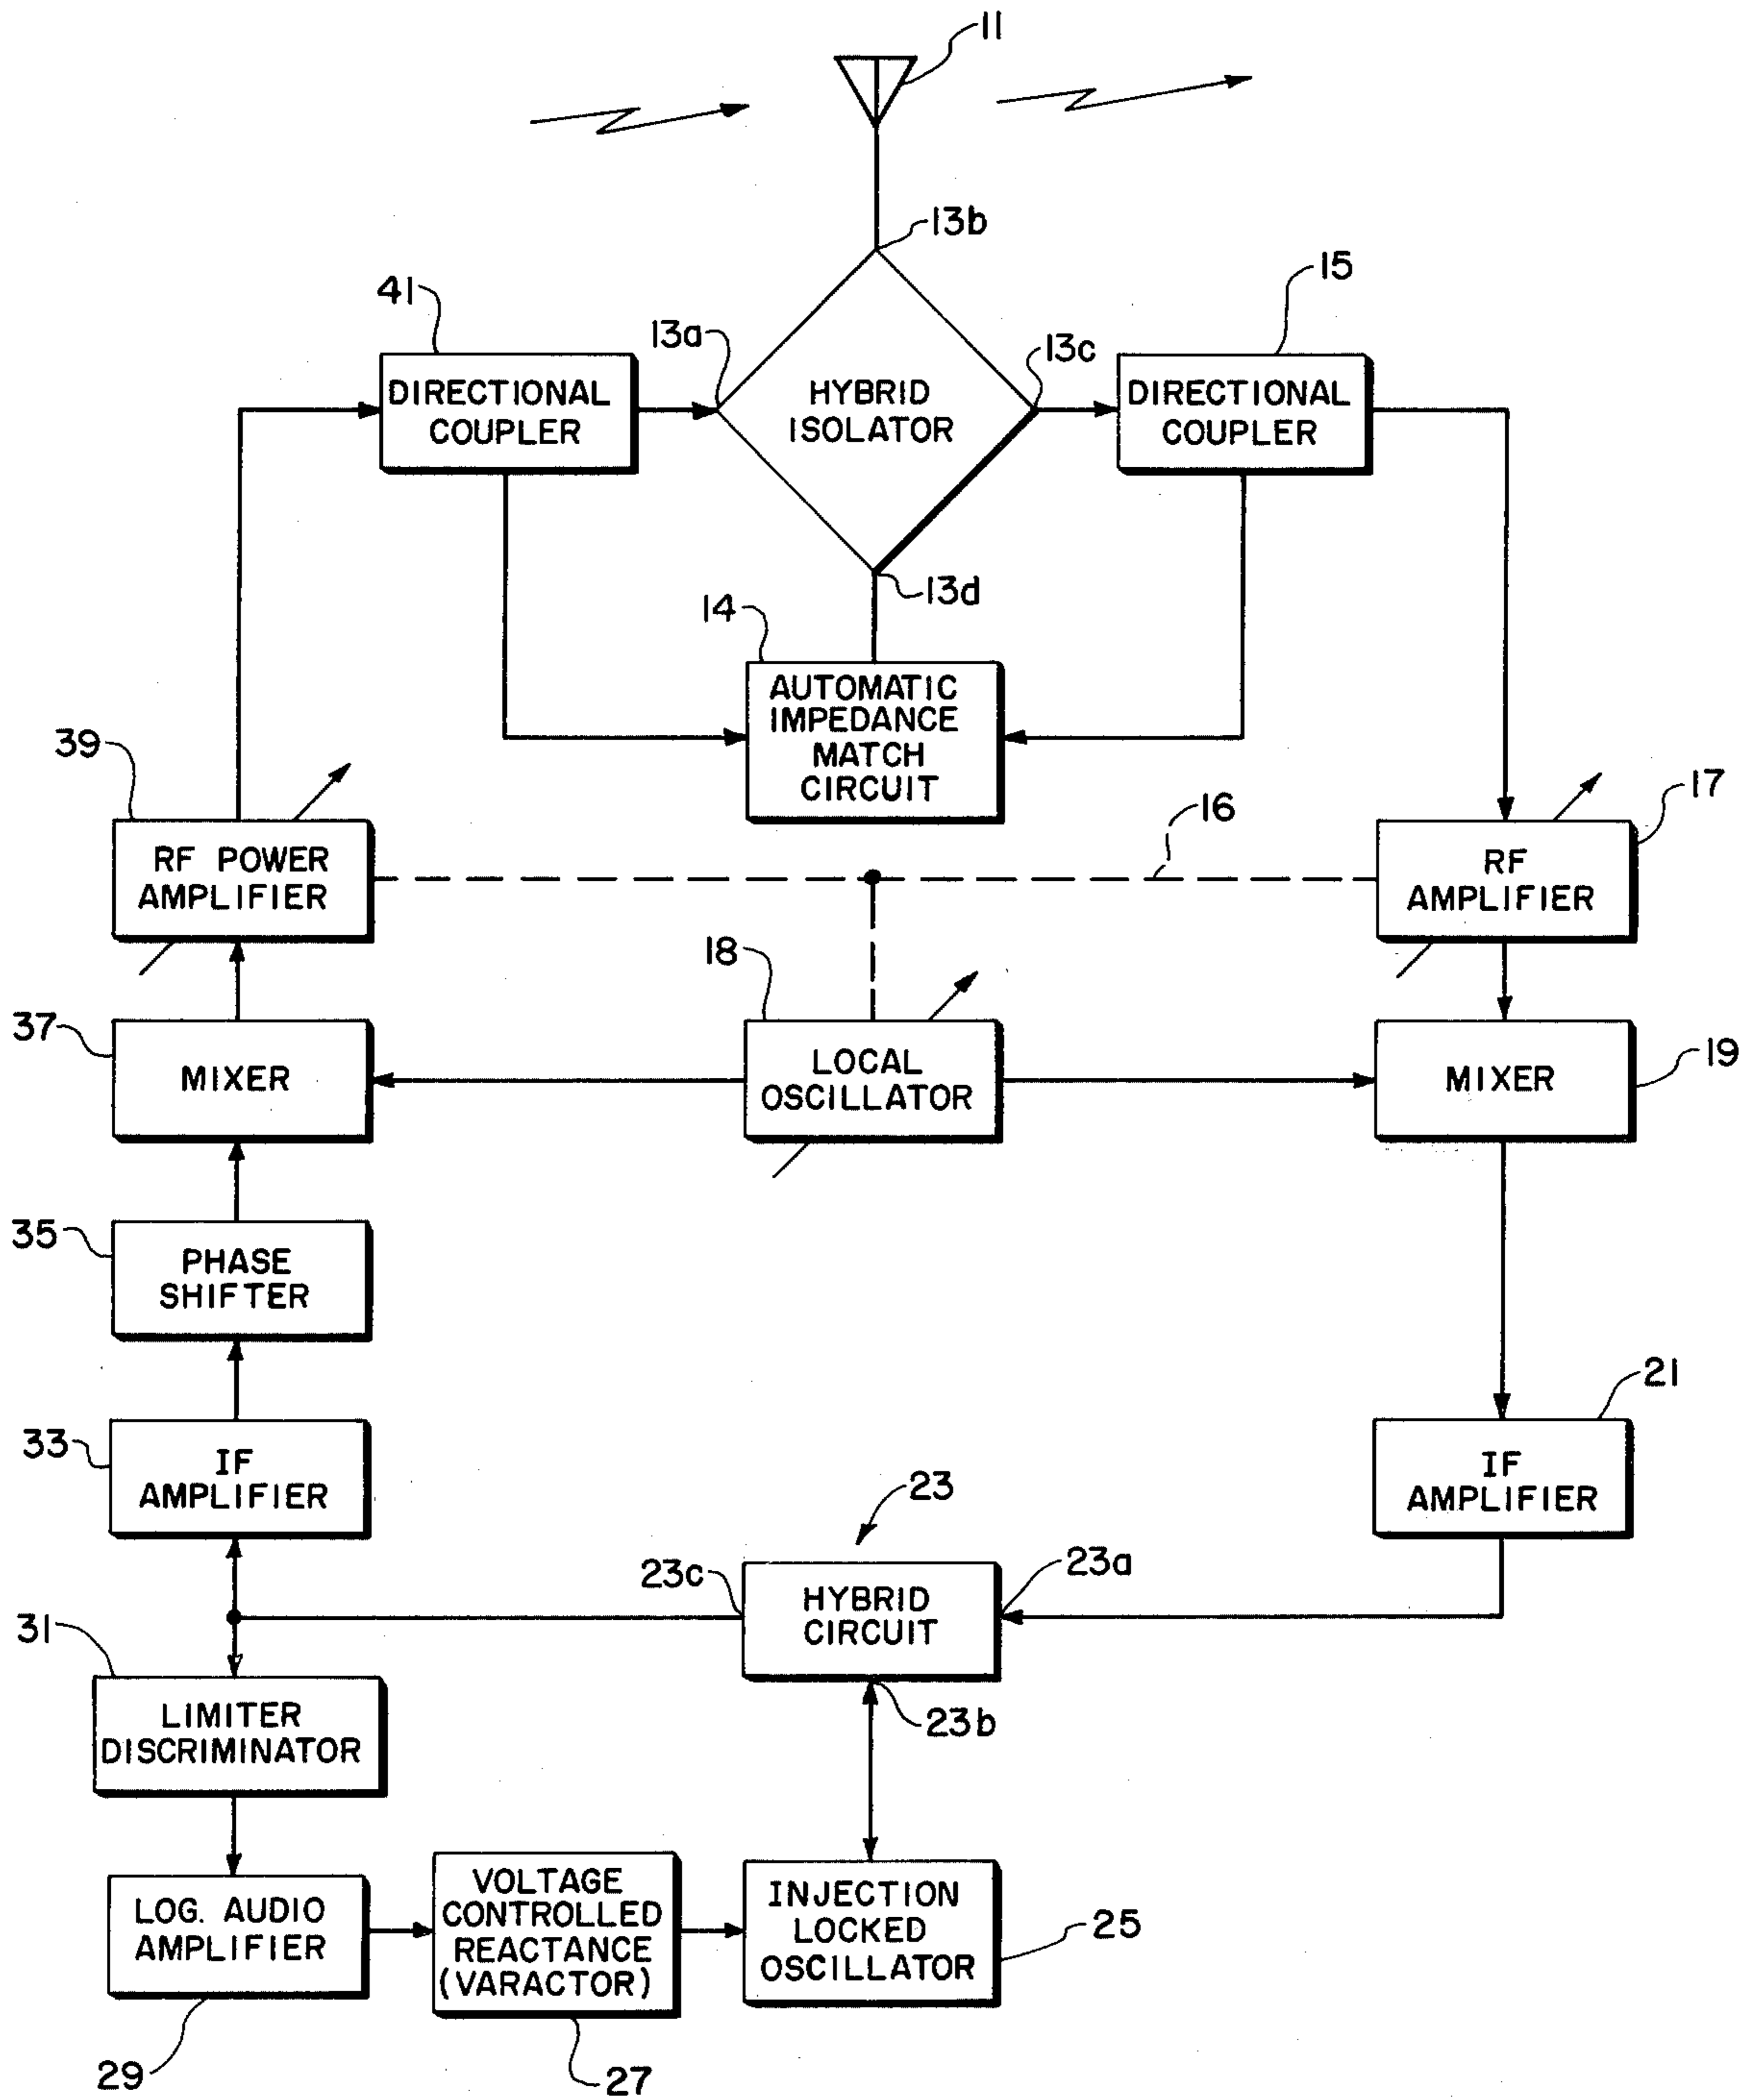 11
13b
41
15
13a
13c
DIRECTIONAL
COUPLER
HYBRID
ISOLATOR
DIRECTIONAL
COUPLER
13d
14
AUTOMATIC
IMPEDANCE
MATCH
CIRCUIT
39
16
17
RF POWER
AMPLIFIER
RF
AMPLIFIER
18
37
MIXER
LOCAL
OSCILLATOR
MIXER
19
35
PHASE
SHIFTER
21
33
IF
AMPLIFIER
IF
AMPLIFIER
23
23c
23a
HYBRID
CIRCUIT
31
LIMITER
DISCRIMINATOR
23b
LOG. AUDIO
AMPLIFIER
VOLTAGE
CONTROLLED
REACTANCE
(VARACTOR)
INJECTION
LOCKED
OSCILLATOR
25
29
27